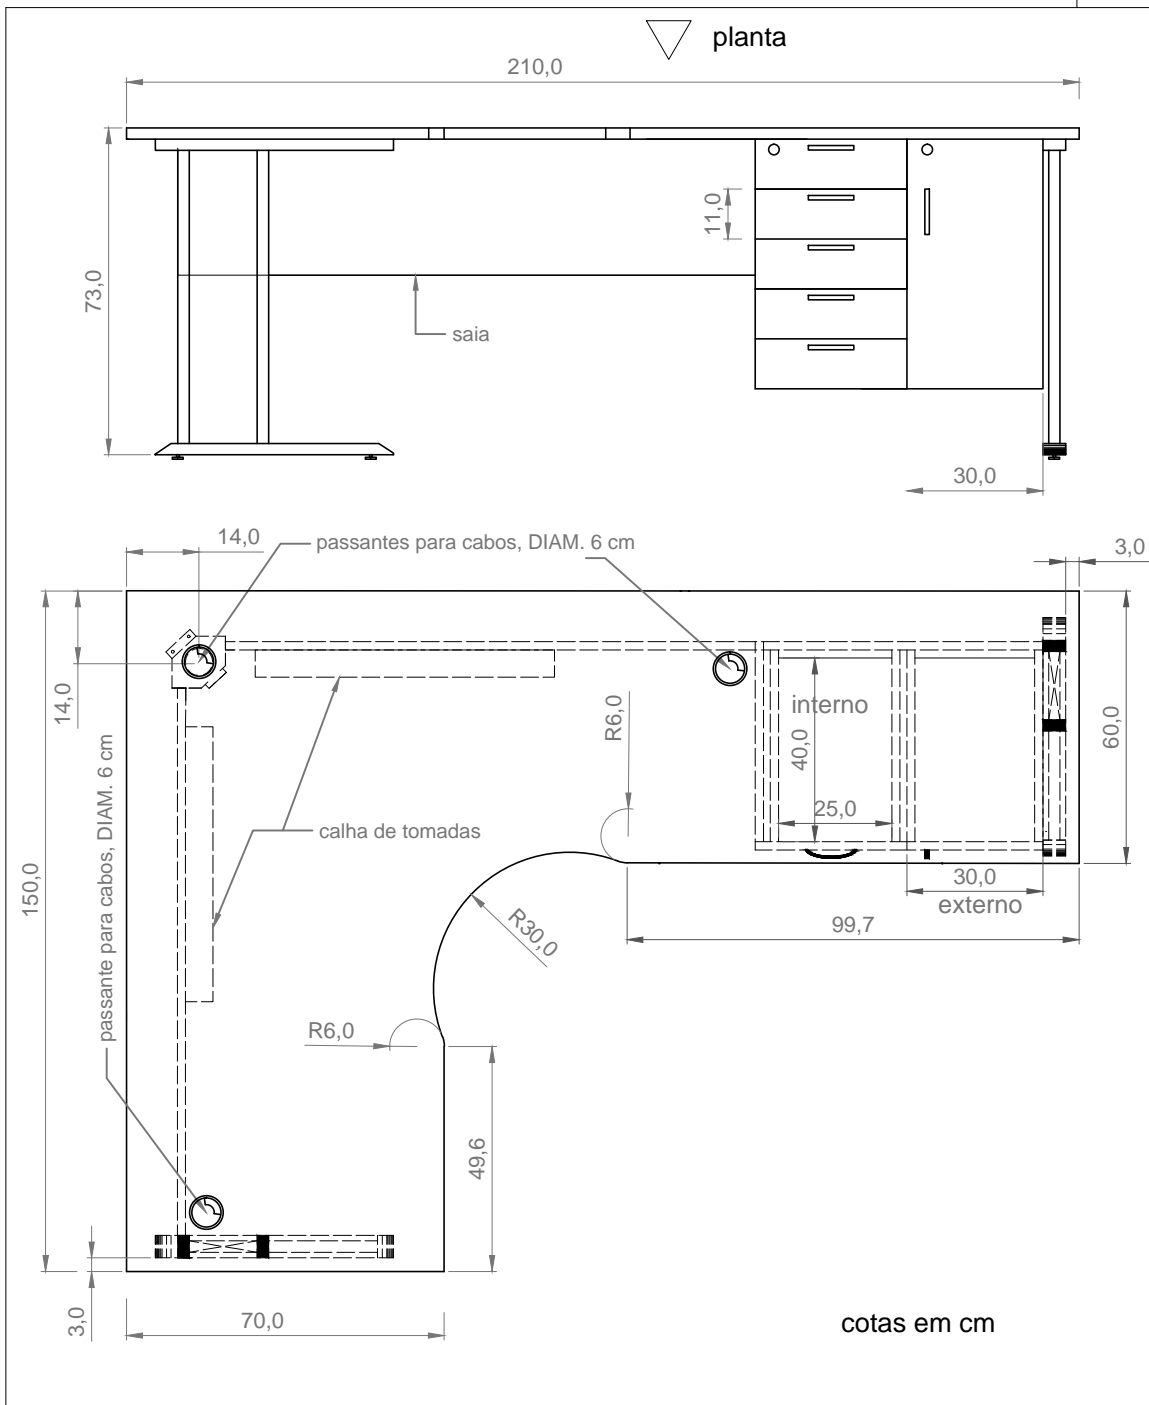 planta
210,0
11,0
73,0
saia
30,0
14,0
passantes para cabos, DIAM. 6 cm
3,0
14,0
R6,0
interno
40,0
60,0
passante para cabos, DIAM. 6 cm
25,0
calha de tomadas
150,0
30,0
externo
R30,0
99,7
R6,0
49,6
3,0
70,0
cotas em cm